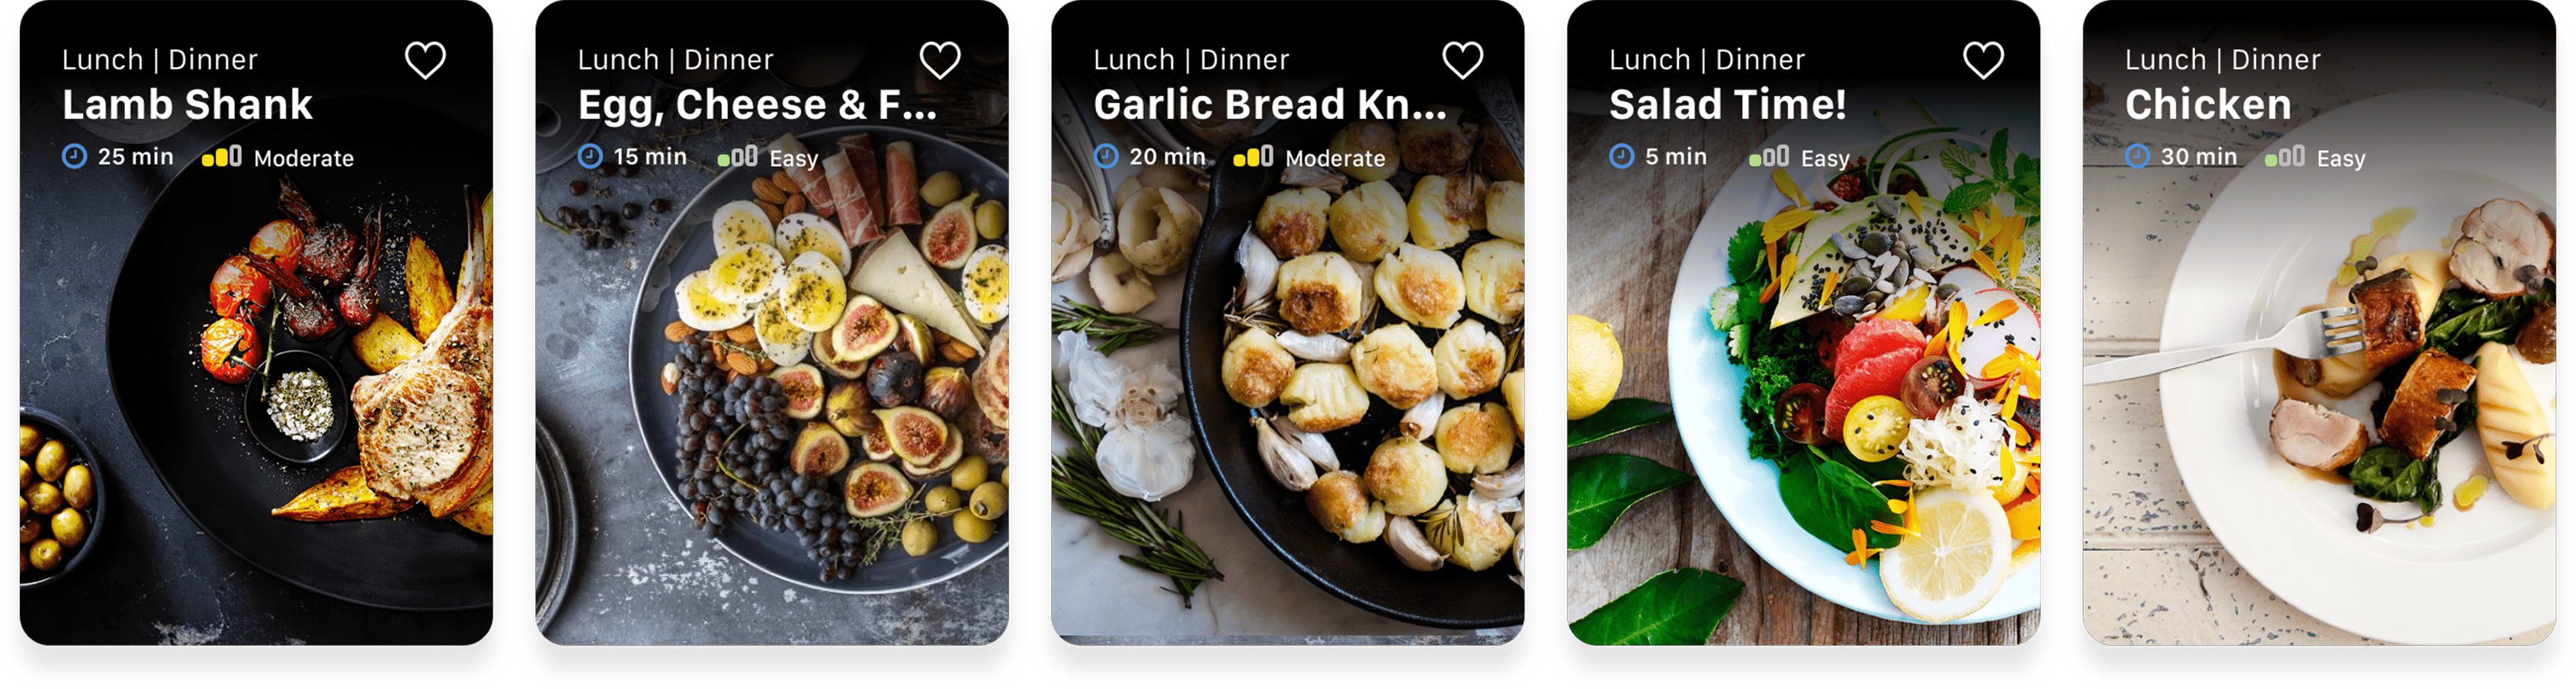 Lunch | Dinner
Lamb Shank
25 min Moderate
Lunch | Dinner
Egg, Cheese & F...
15 min Easy
Lunch | Dinner
Garlic Bread Kn...
20 min Moderate
Lunch | Dinner
Salad Time!
5 min Easy
Lunch | Dinner
Chicken
30 min Easy